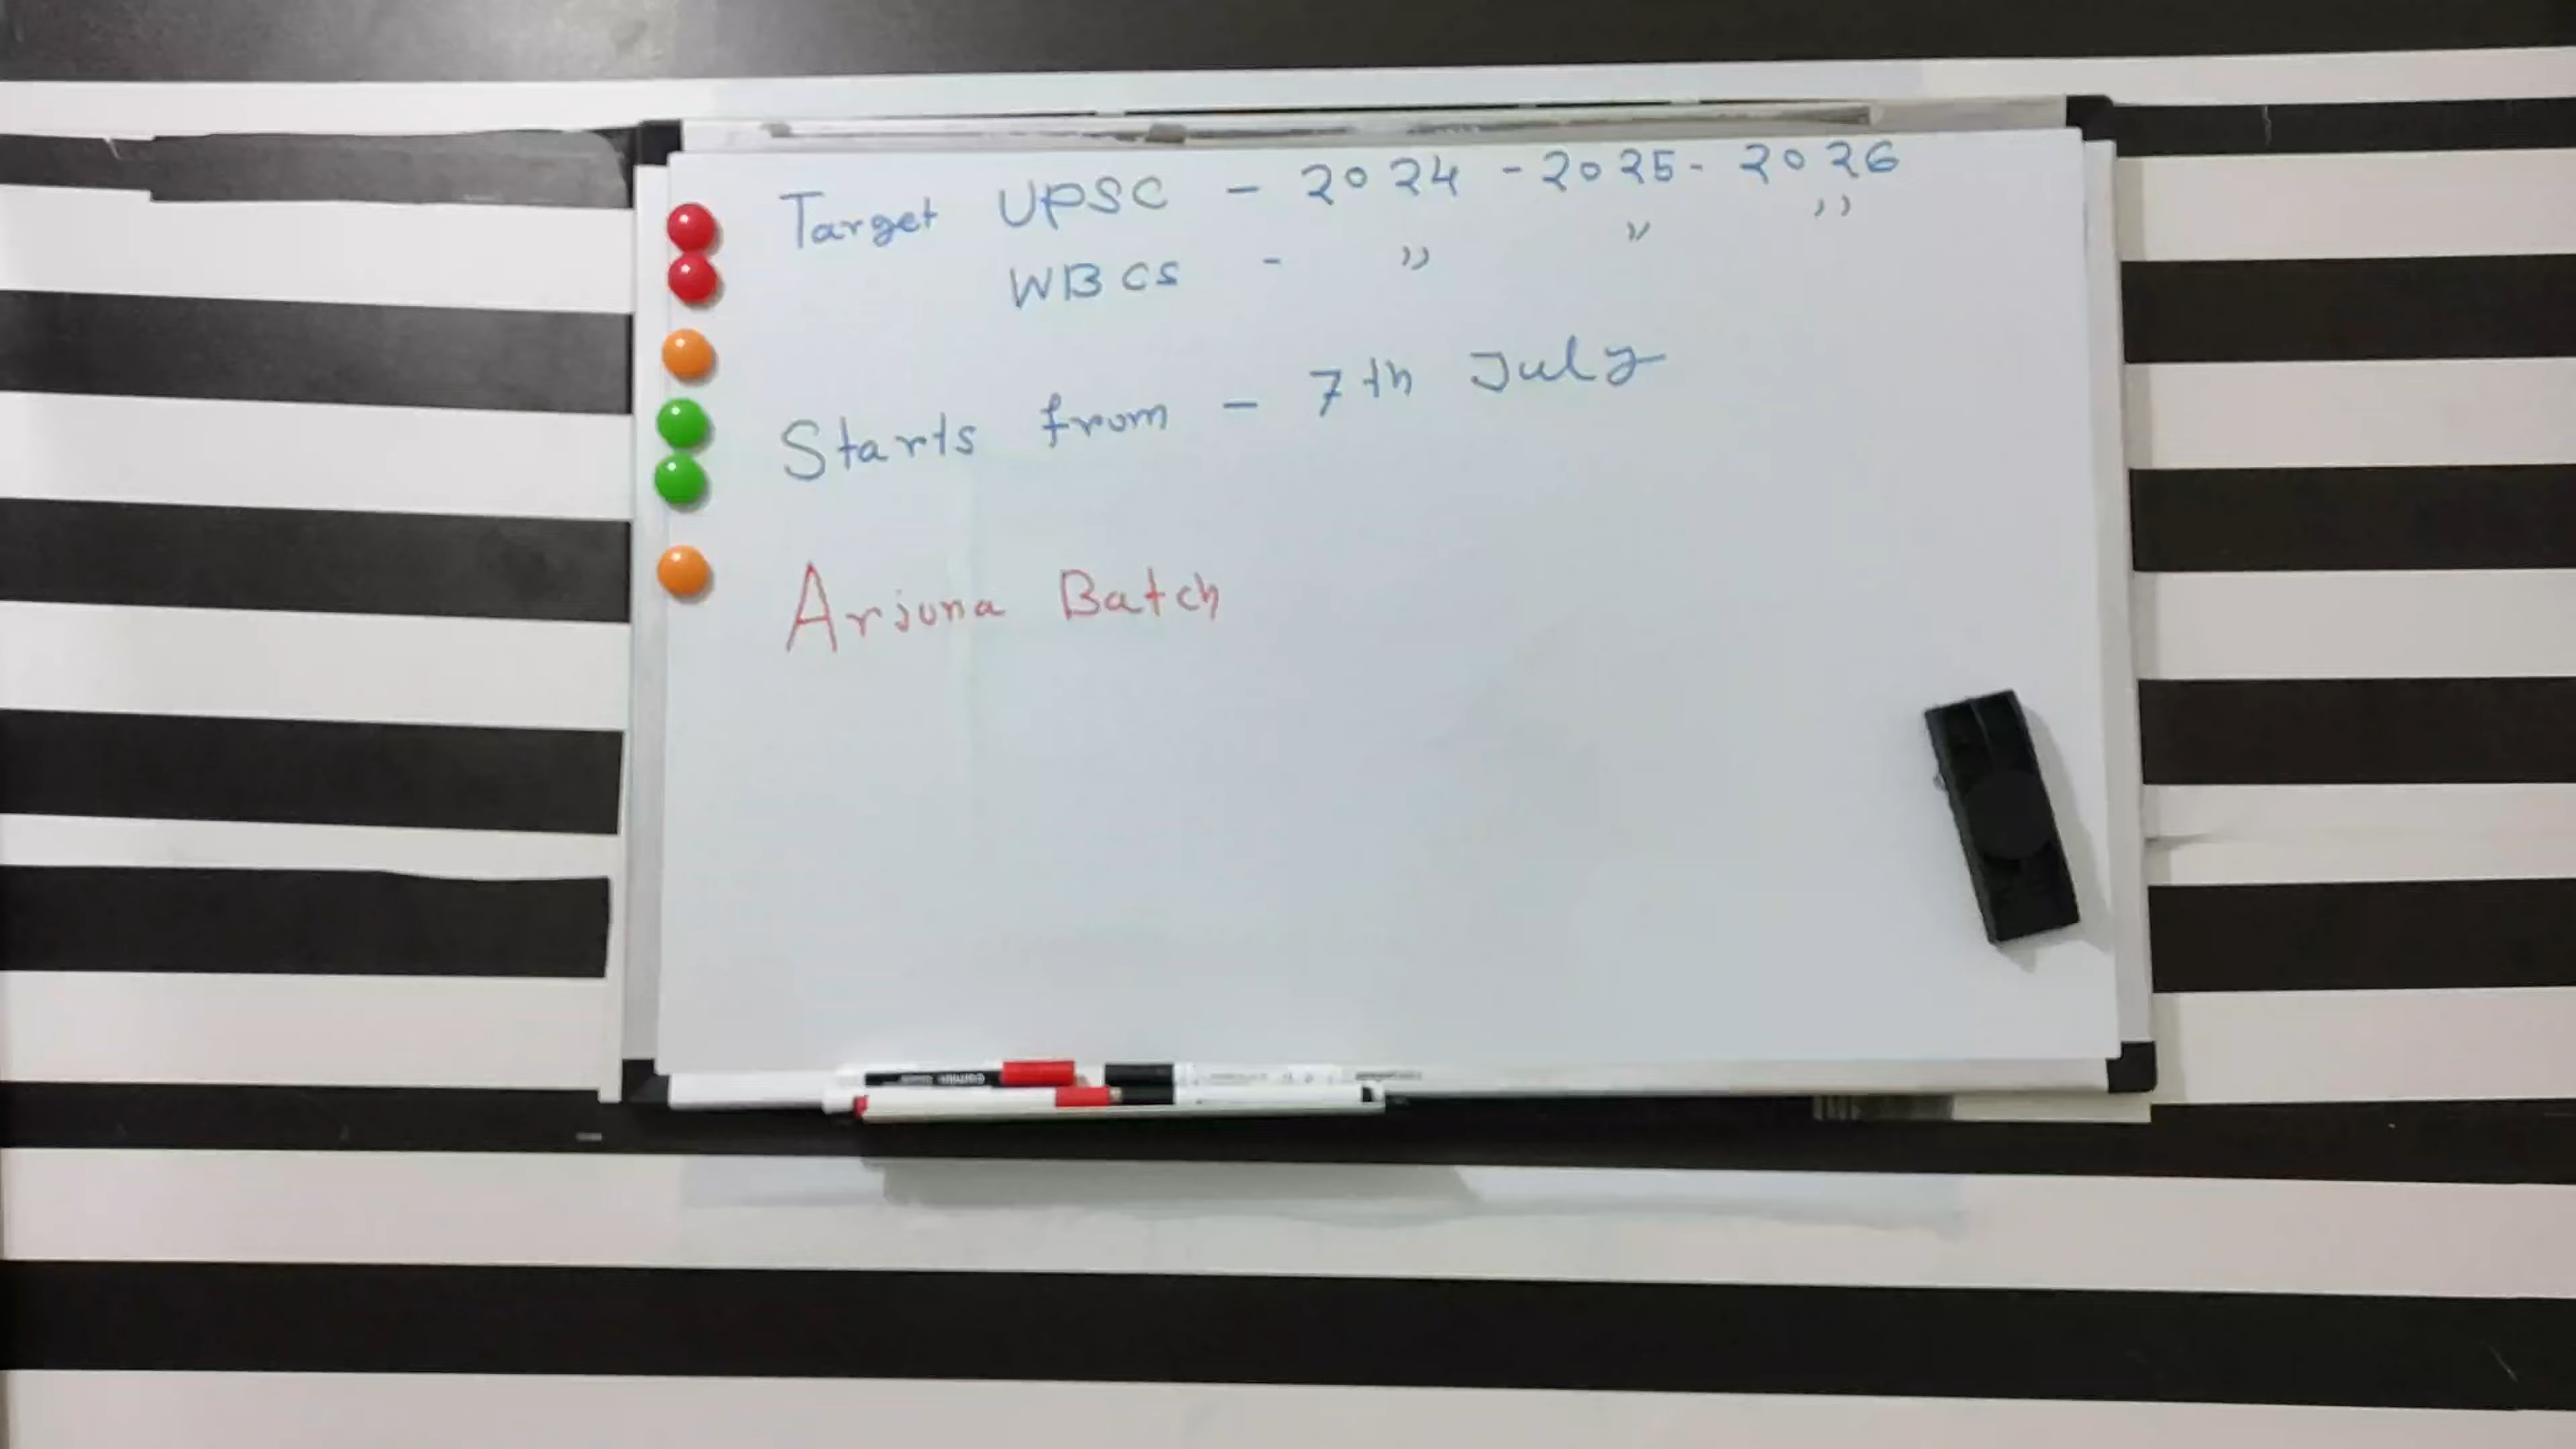 Target UPSC - 2024 - 2025 - 2026
WBCS - " " "
Starts from - 7th July
Arjuna Batch